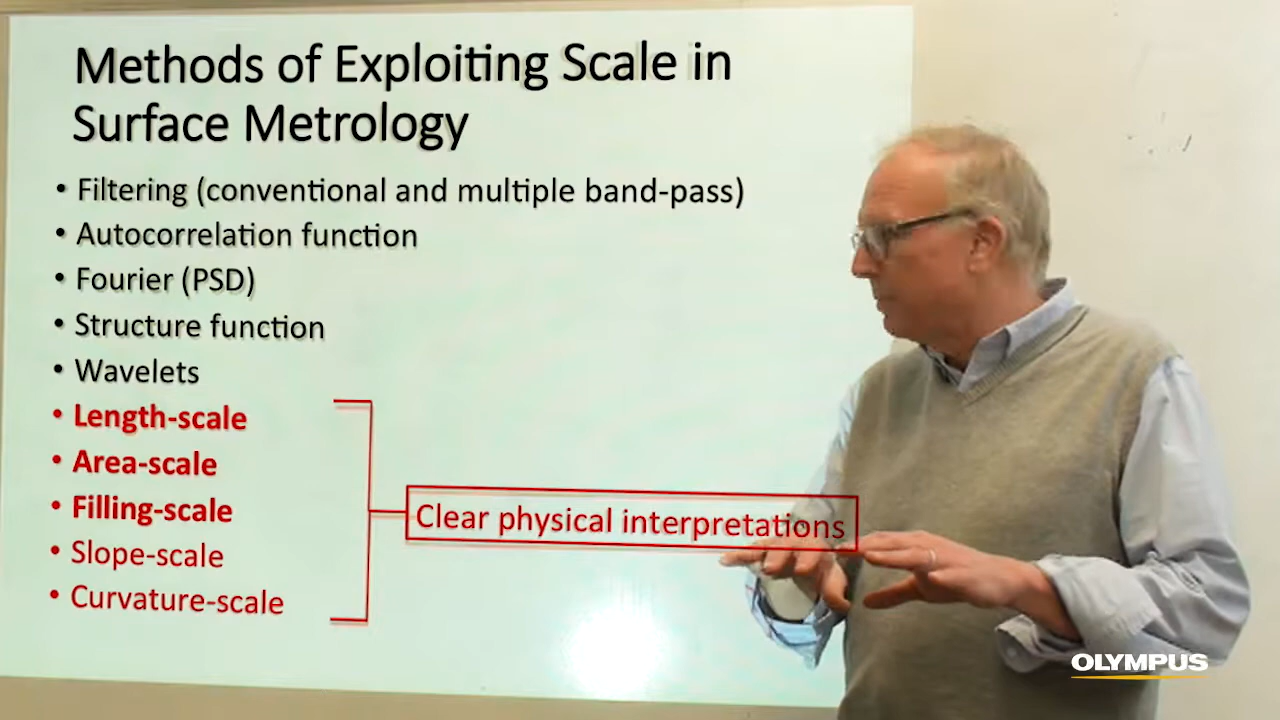 Methods of Exploiting Scale in
Surface Metrology
• Filtering (conventional and multiple band-pass)
• Autocorrelation function
• Fourier (PSD)
• Structure function
• Wavelets
• Length-scale
• Area-scale
• Filling-scale
• Slope-scale
• Curvature-scale
Clear physical interpretations
OLYMPUS